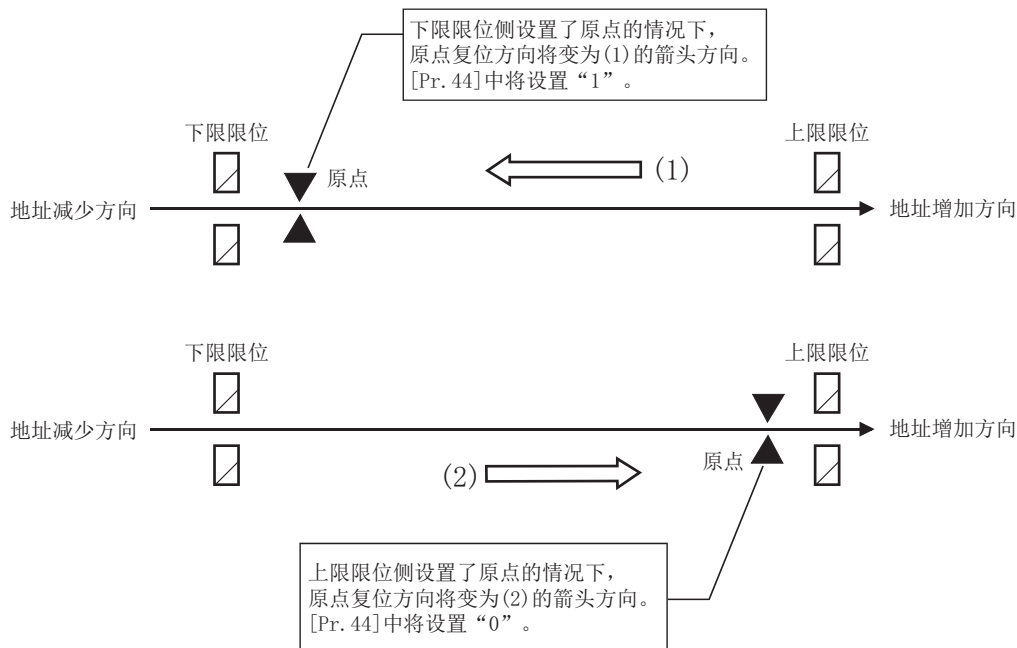 下限限位侧设置了原点的情况下，
原点复位方向将变为(1)的箭头方向。
[Pr.44]中将设置“1”。
下限限位
上限限位
原点
(1)
地址减少方向
地址增加方向
下限限位
上限限位
地址减少方向
地址增加方向
(2)
原点
上限限位侧设置了原点的情况下，
原点复位方向将变为(2)的箭头方向。
[Pr.44]中将设置“0”。